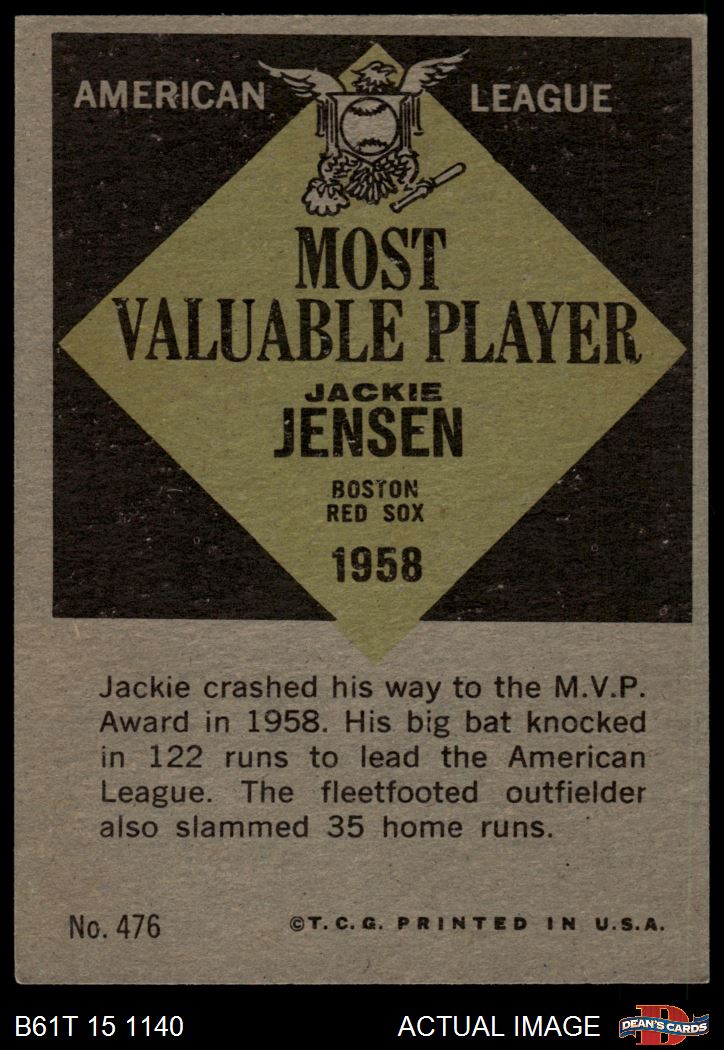 AMERICAN LEAGUE
MOST
VALUABLE PLAYER
JACKIE
JENSEN
BOSTON
RED SOX
1958
Jackie crashed his way to the M.V.P.
Award in 1958. His big bat knocked
in 122 runs to lead the American
League. The fleetfooted outfielder
also slammed 35 home runs.
No. 476 ©T.C.G. PRINTED IN U.S.A.
B61T 15 1140 ACTUAL IMAGE D DEAN'S CARDS